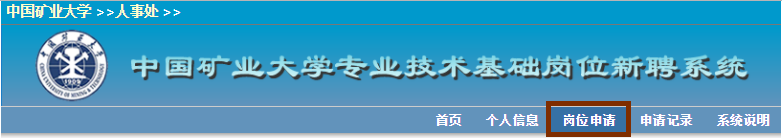 中国矿业大学 >>人事处 >>
中国矿业大学专业技术基础岗位新聘系统
首页 个人信息 岗位申请 申请记录 系统说明
1909